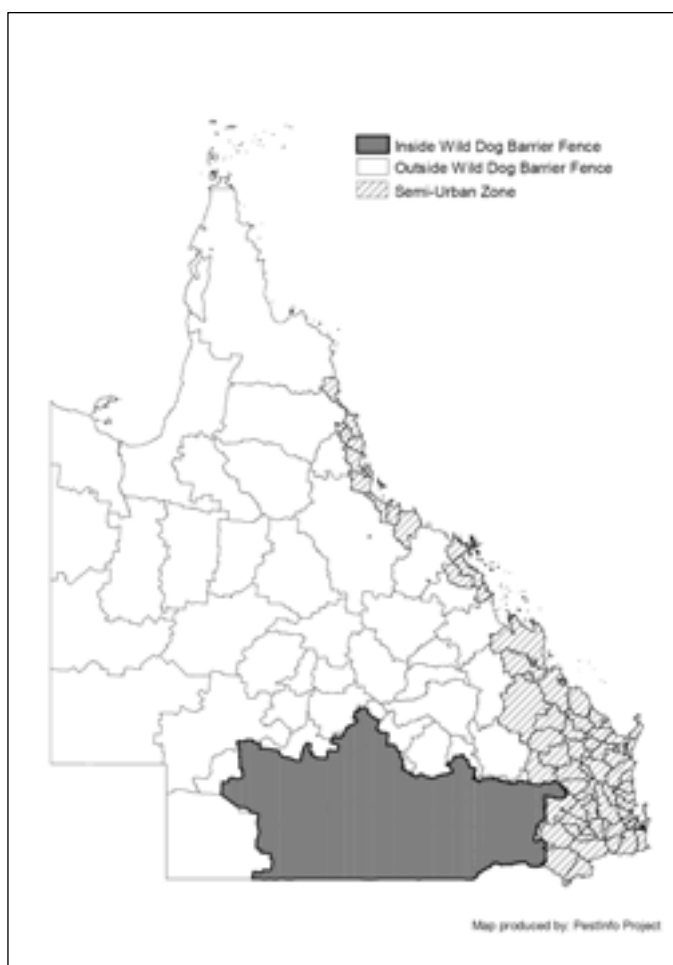 Inside Wild Dog Barrier Fence
Outside Wild Dog Barrier Fence
Semi-Urban Zone
Map produced by: PestInfo Project